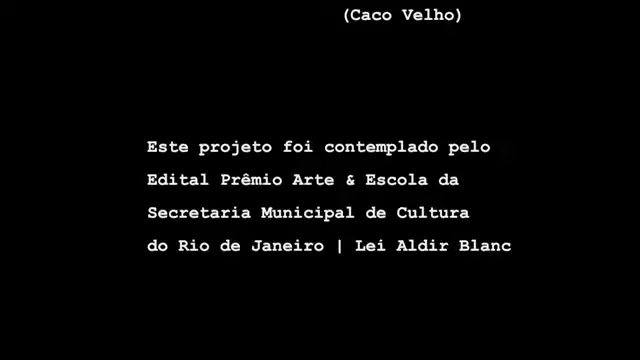 (Caco Velho)
Este projeto foi contemplado pelo
Edital Prêmio Arte & Escola da
Secretaria Municipal de Cultura
do Rio de Janeiro | Lei Aldir Blanc